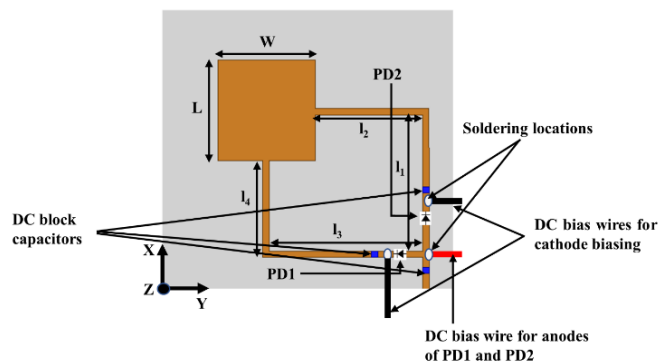 W
PD2
L
l2
Soldering locations
l1
l4
DC block
capacitors
l3
DC bias wires for
cathode biasing
X
Z
Y
PD1
DC bias wire for anodes
of PD1 and PD2